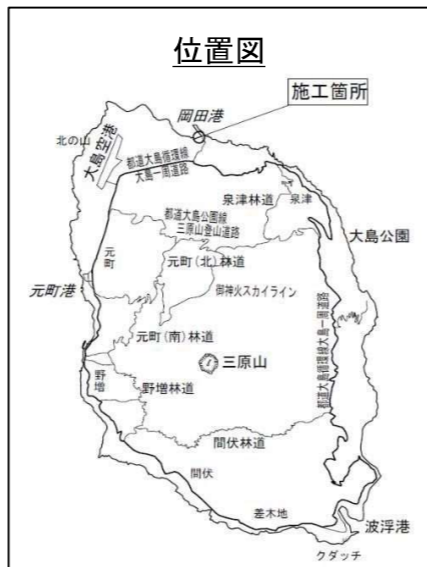 位置図
施工箇所
岡田港
北の山
大島空港
都道大島循環線
大島一周道路
泉津林道
泉津
都道大島公園線
三原山登山道路
大島公園
元町
元町(北)林道
御神火スカイライン
元町港
元町(南)林道
都道大島循環線大島一周道路
三原山
野増
野増林道
間伏林道
間伏
差木地
波浮港
クダッチ